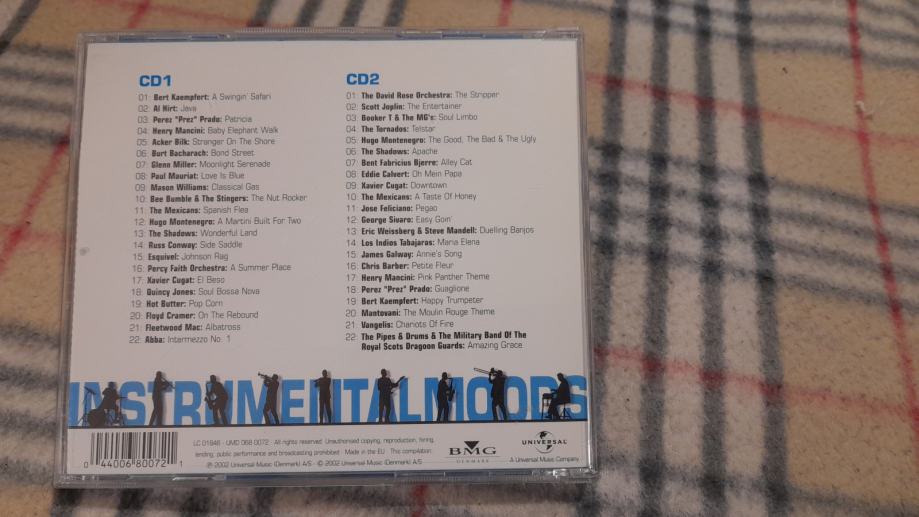 CD1
01: Bert Kaempfert: A Swingin' Safari
02: Al Hirt: Java
03: Perez "Prez" Prado: Patricia
04: Henry Mancini: Baby Elephant Walk
05: Acker Bilk: Stranger On The Shore
06: Burt Bacharach: Bond Street
07: Glenn Miller: Moonlight Serenade
08: Paul Mauriat: Love Is Blue
09: Mason Williams: Classical Gas
10: Bee Bumble & The Stingers: The Nut Rocker
11: The Mexicans: Spanish Flea
12: Hugo Montenegro: A Martini Built For Two
13: The Shadows: Wonderful Land
14: Russ Conway: Side Saddle
15: Esquivel: Johnson Rag
16: Percy Faith Orchestra: A Summer Place
17: Xavier Cugat: El Beso
18: Quincy Jones: Soul Bossa Nova
19: Hot Butter: Pop Corn
20: Floyd Cramer: On The Rebound
21: Fleetwood Mac: Albatross
22: Abba: Intermezzo No. 1
CD2
01: The David Rose Orchestra: The Stripper
02: Scott Joplin: The Entertainer
03: Booker T & The MG's: Soul Limbo
04: The Tornados: Telstar
05: Hugo Montenegro: The Good, The Bad & The Ugly
06: The Shadows: Apache
07: Bent Fabricius Bjerre: Alley Cat
08: Eddie Calvert: Oh Mein Papa
09: Xavier Cugat: Downtown
10: The Mexicans: A Taste Of Honey
11: Jose Feliciano: Pegao
12: George Sivaro: Easy Goin'
13: Eric Weissberg & Steve Mandell: Duelling Banjos
14: Los Indios Tabajaras: Maria Elena
15: James Galway: Annie's Song
16: Chris Barber: Petite Fleur
17: Henry Mancini: Pink Panther Theme
18: Perez "Prez" Prado: Guaglione
19: Bert Kaempfert: Happy Trumpeter
20: Mantovani: The Moulin Rouge Theme
21: Vangelis: Chariots Of Fire
22: The Pipes & Drums & The Military Band Of The
Royal Scots Dragoon Guards: Amazing Grace
INSTRUMENTALMOODS
0 44006 80072 1
LC 01846 - UMD 068 0072 All rights reserved. Unauthorised copying, reproduction, hiring,
lending, public performance and broadcasting prohibited. Made in the EU. This compilation:
℗ 2002 Universal Music (Denmark) A/S - © 2002 Universal Music (Denmark) A/S
BMG
DENMARK
UNIVERSAL
A Universal Music Company